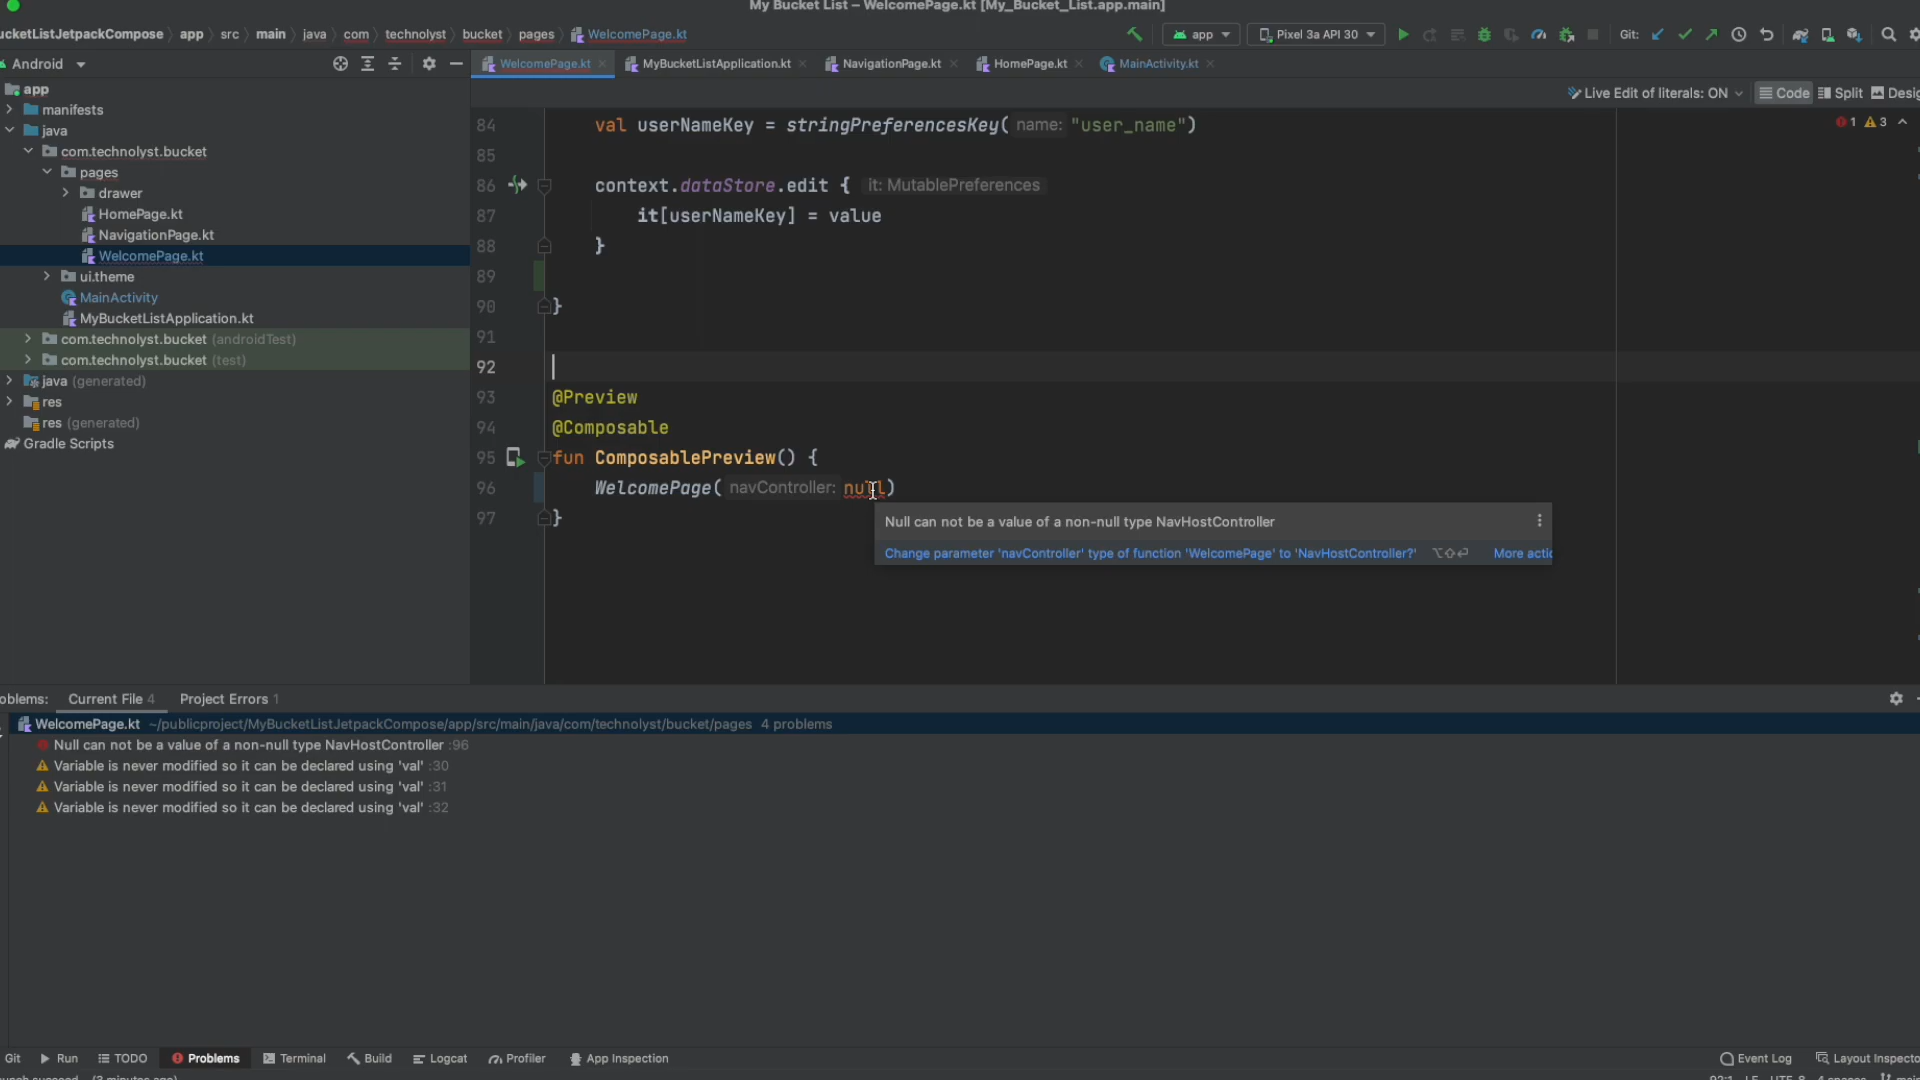 My Bucket List – WelcomePage.kt [My_Bucket_List.app.main]
ucketListJetpackCompose app src main java com technolyst bucket pages WelcomePage.kt app Pixel 3a API 30 Git:
Android WelcomePage.kt MyBucketListApplication.kt NavigationPage.kt HomePage.kt MainActivity.kt
Live Edit of literals: ON Code Split Desig
app
manifests
java
com.technolyst.bucket
pages
drawer
HomePage.kt
NavigationPage.kt
WelcomePage.kt
ui.theme
MainActivity
MyBucketListApplication.kt
com.technolyst.bucket (androidTest)
com.technolyst.bucket (test)
java (generated)
res
res (generated)
Gradle Scripts
1 3
84 val userNameKey = stringPreferencesKey( name: "user_name")
85
86 context.dataStore.edit { it: MutablePreferences
87 it[userNameKey] = value
88 }
89
90 }
91
92
93 @Preview
94 @Composable
95 fun ComposablePreview() {
96 WelcomePage( navController: null)
97 }
Null can not be a value of a non-null type NavHostController
Change parameter 'navController' type of function 'WelcomePage' to 'NavHostController?' ⌥⇧⏎ More actic
oblems: Current File 4 Project Errors 1
WelcomePage.kt ~/publicproject/MyBucketListJetpackCompose/app/src/main/java/com/technolyst/bucket/pages 4 problems
Null can not be a value of a non-null type NavHostController :96
Variable is never modified so it can be declared using 'val' :30
Variable is never modified so it can be declared using 'val' :31
Variable is never modified so it can be declared using 'val' :32
Git Run TODO Problems Terminal Build Logcat Profiler App Inspection Event Log Layout Inspecto